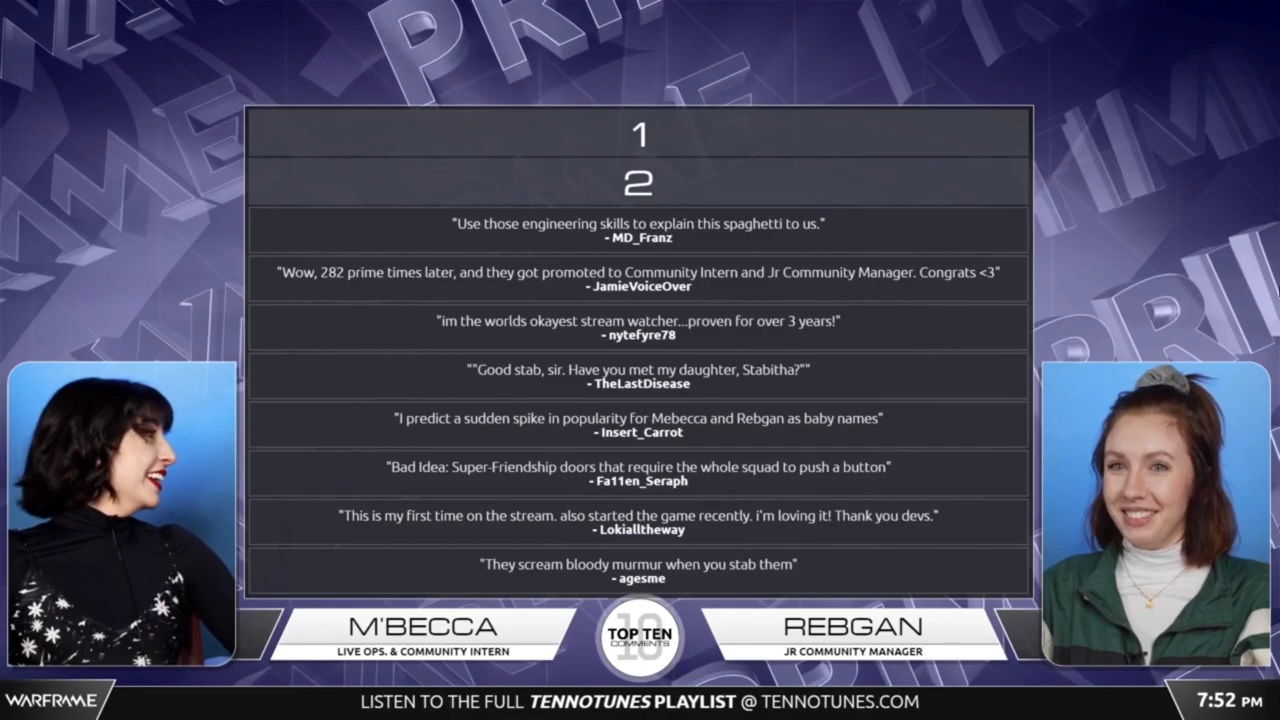 1
2
"Use those engineering skills to explain this spaghetti to us."
- MD_Franz
"Wow, 282 prime times later, and they got promoted to Community Intern and Jr Community Manager. Congrats <3"
- JamieVoiceOver
"im the worlds okayest stream watcher...proven for over 3 years!"
- nytefyre78
""Good stab, sir. Have you met my daughter, Stabitha?""
- TheLastDisease
"I predict a sudden spike in popularity for Mebecca and Rebgan as baby names"
- Insert_Carrot
"Bad Idea: Super-Friendship doors that require the whole squad to push a button"
- Fa11en_Seraph
"This is my first time on the stream. also started the game recently. i'm loving it! Thank you devs."
- Lokialltheway
"They scream bloody murmur when you stab them"
- agesme
M'BECCA
LIVE OPS. & COMMUNITY INTERN
10
TOP TEN
COMMENTS
REBGAN
JR COMMUNITY MANAGER
WARFRAME
LISTEN TO THE FULL TENNOTUNES PLAYLIST @ TENNOTUNES.COM
7:52 PM
PRIME